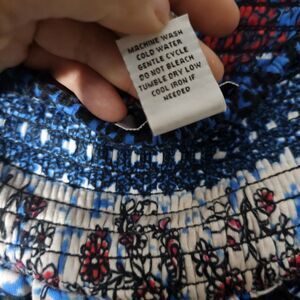 MACHINE WASH
COLD WATER
GENTLE CYCLE
DO NOT BLEACH
TUMBLE DRY LOW
COOL IRON IF
NEEDED